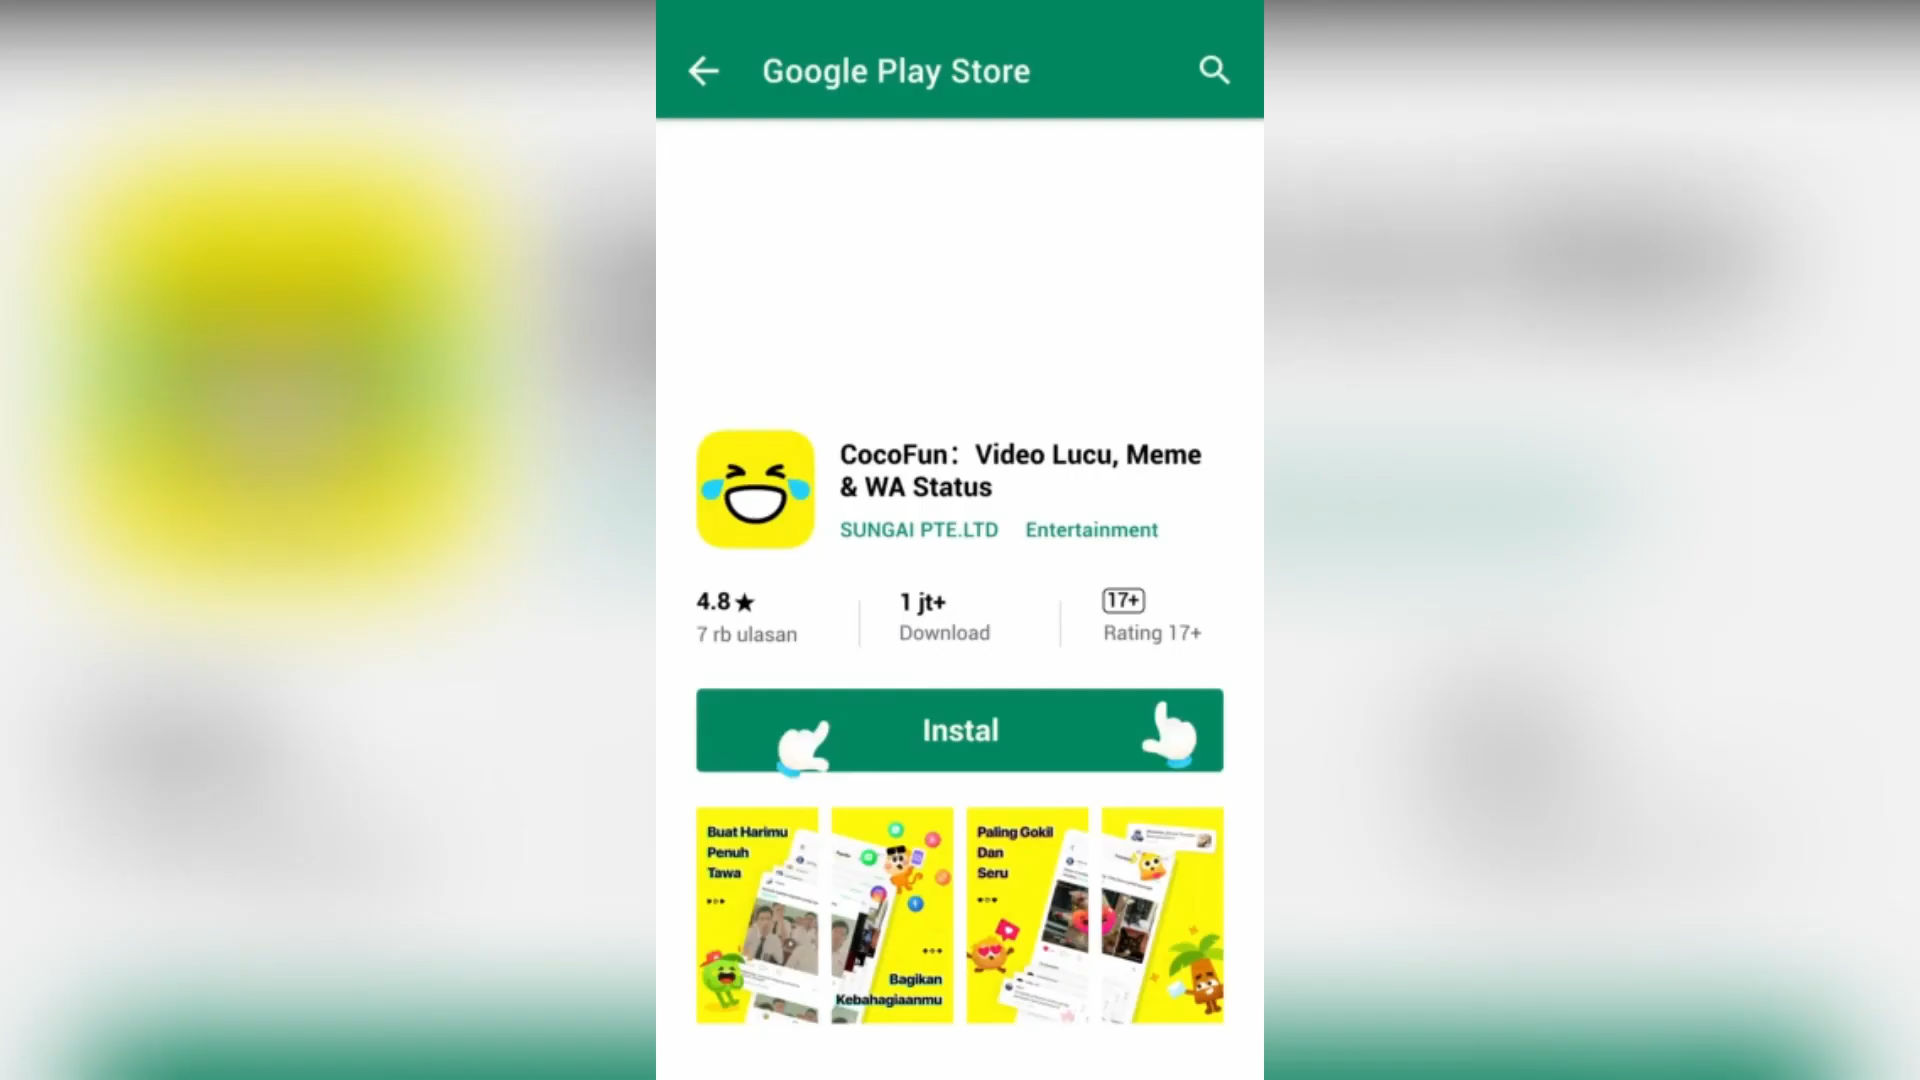 Google Play Store
CocoFun： Video Lucu, Meme
& WA Status
SUNGAI PTE.LTD Entertainment
4.8★ 1 jt+ 17+
7 rb ulasan Download Rating 17+
Instal
Buat Harimu
Penuh
Tawa
Bagikan
Kebahagiaanmu
Paling Gokil
Dan
Seru